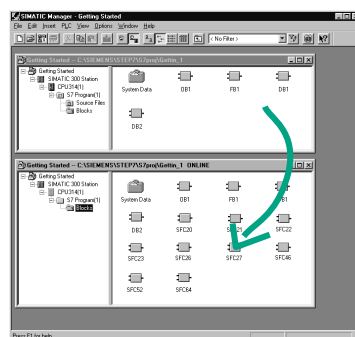 SIMATIC Manager - Getting Started
File Edit Insert PLC View Options Window Help
< No Filter >
Getting Started -- C:\SIEMENS\STEP7\S7proj\Gettin_1
Getting Started
SIMATIC 300 Station
CPU314(1)
S7 Program(1)
Source Files
Blocks
System Data OB1 FB1 DB1
DB2
Getting Started -- C:\SIEMENS\STEP7\S7proj\Gettin_1 ONLINE
Getting Started
SIMATIC 300 Station
CPU314(1)
S7 Program(1)
Blocks
System Data OB1 FB1 DB1
DB2 SFC20 SFC21 SFC22
SFC23 SFC26 SFC27 SFC46
SFC52 SFC64
Press F1 for help.